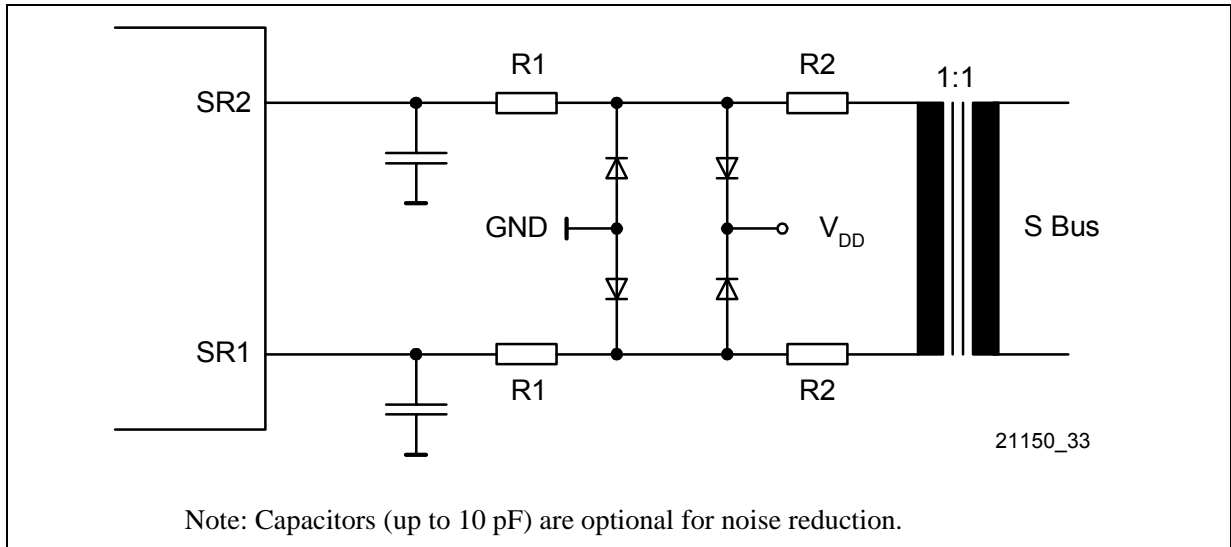 R1
R2
1:1
SR2
GND
V_DD
S Bus
SR1
R1
R2
21150_33
Note: Capacitors (up to 10 pF) are optional for noise reduction.